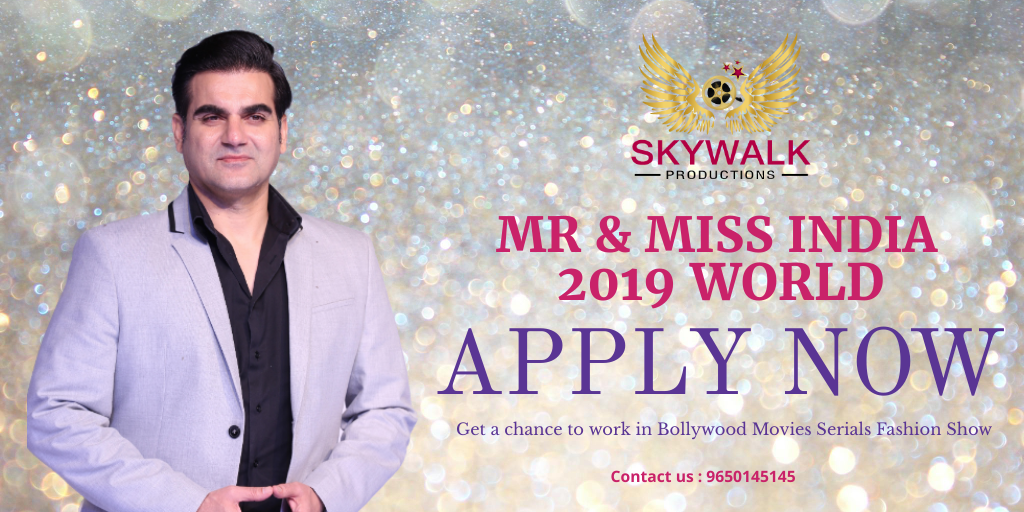 SKYWALK
PRODUCTIONS
MR & MISS INDIA
2019 WORLD
APPLY NOW
Get a chance to work in Bollywood Movies Serials Fashion Show
Contact us : 9650145145